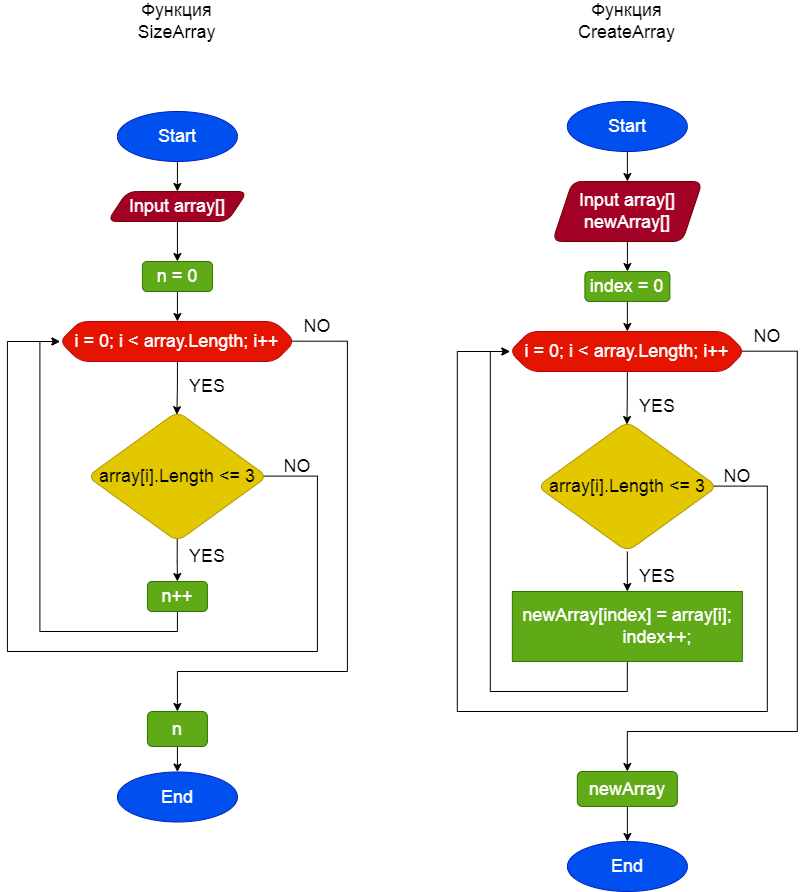 Функция
SizeArray
Start
Input array[]
n = 0
i = 0; i < array.Length; i++
NO
YES
array[i].Length <= 3
NO
YES
n++
n
End
Функция
CreateArray
Start
Input array[]
newArray[]
index = 0
i = 0; i < array.Length; i++
NO
YES
array[i].Length <= 3
NO
YES
newArray[index] = array[i];
index++;
newArray
End